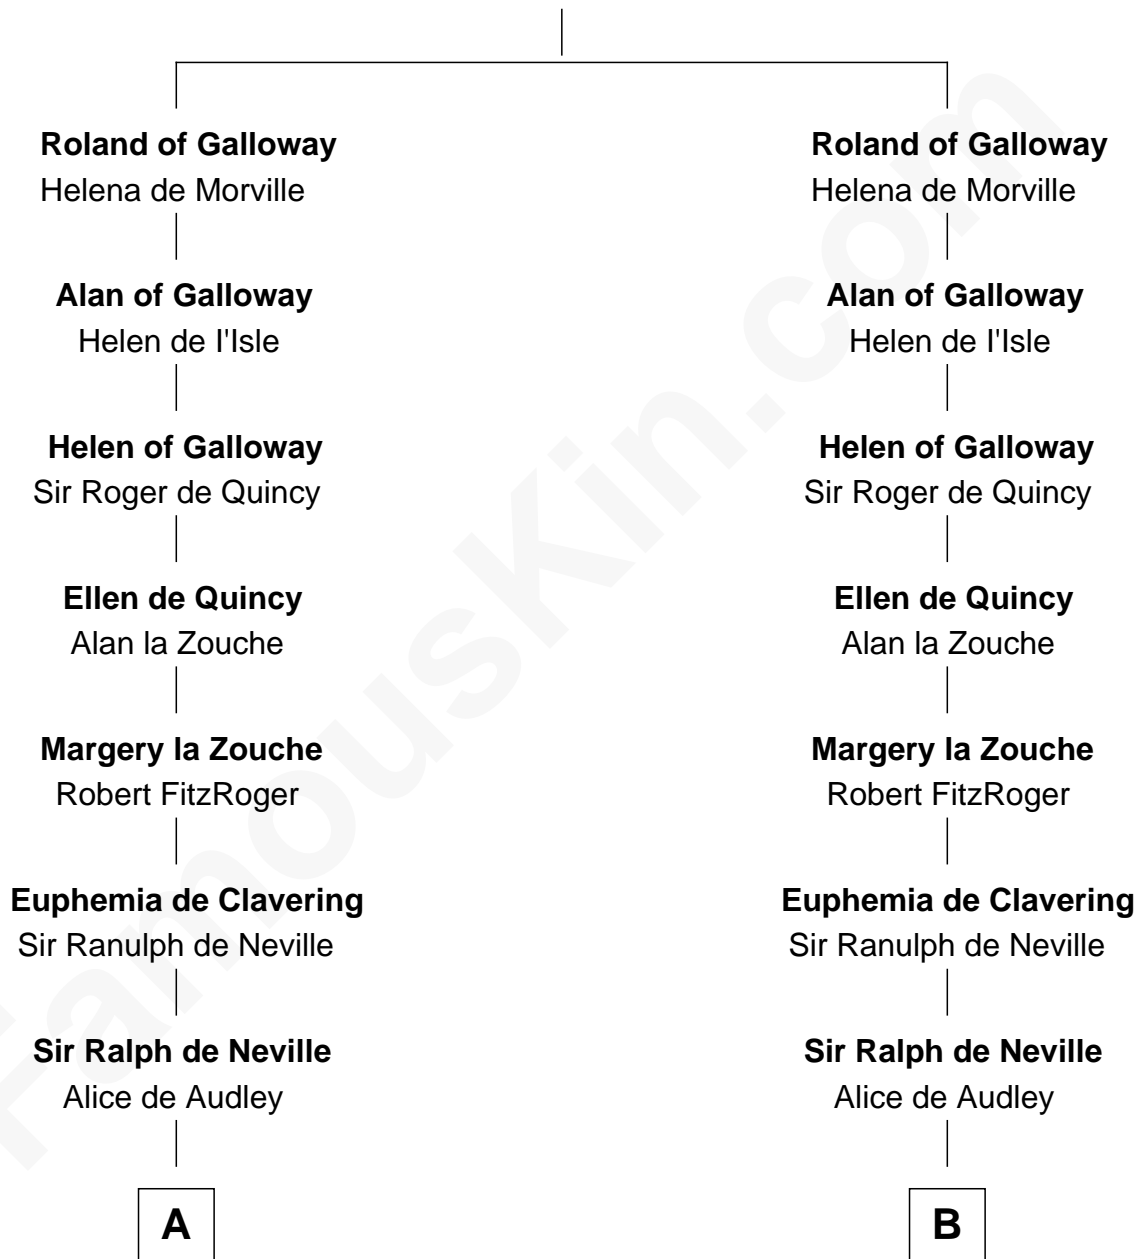 Roland of Galloway
Helena de Morville
Alan of Galloway
Helen de l'Isle
Helen of Galloway
Sir Roger de Quincy
Ellen de Quincy
Alan la Zouche
Margery la Zouche
Robert FitzRoger
Euphemia de Clavering
Sir Ranulph de Neville
Sir Ralph de Neville
Alice de Audley
A
Roland of Galloway
Helena de Morville
Alan of Galloway
Helen de l'Isle
Helen of Galloway
Sir Roger de Quincy
Ellen de Quincy
Alan la Zouche
Margery la Zouche
Robert FitzRoger
Euphemia de Clavering
Sir Ranulph de Neville
Sir Ralph de Neville
Alice de Audley
B
FamousKin.com